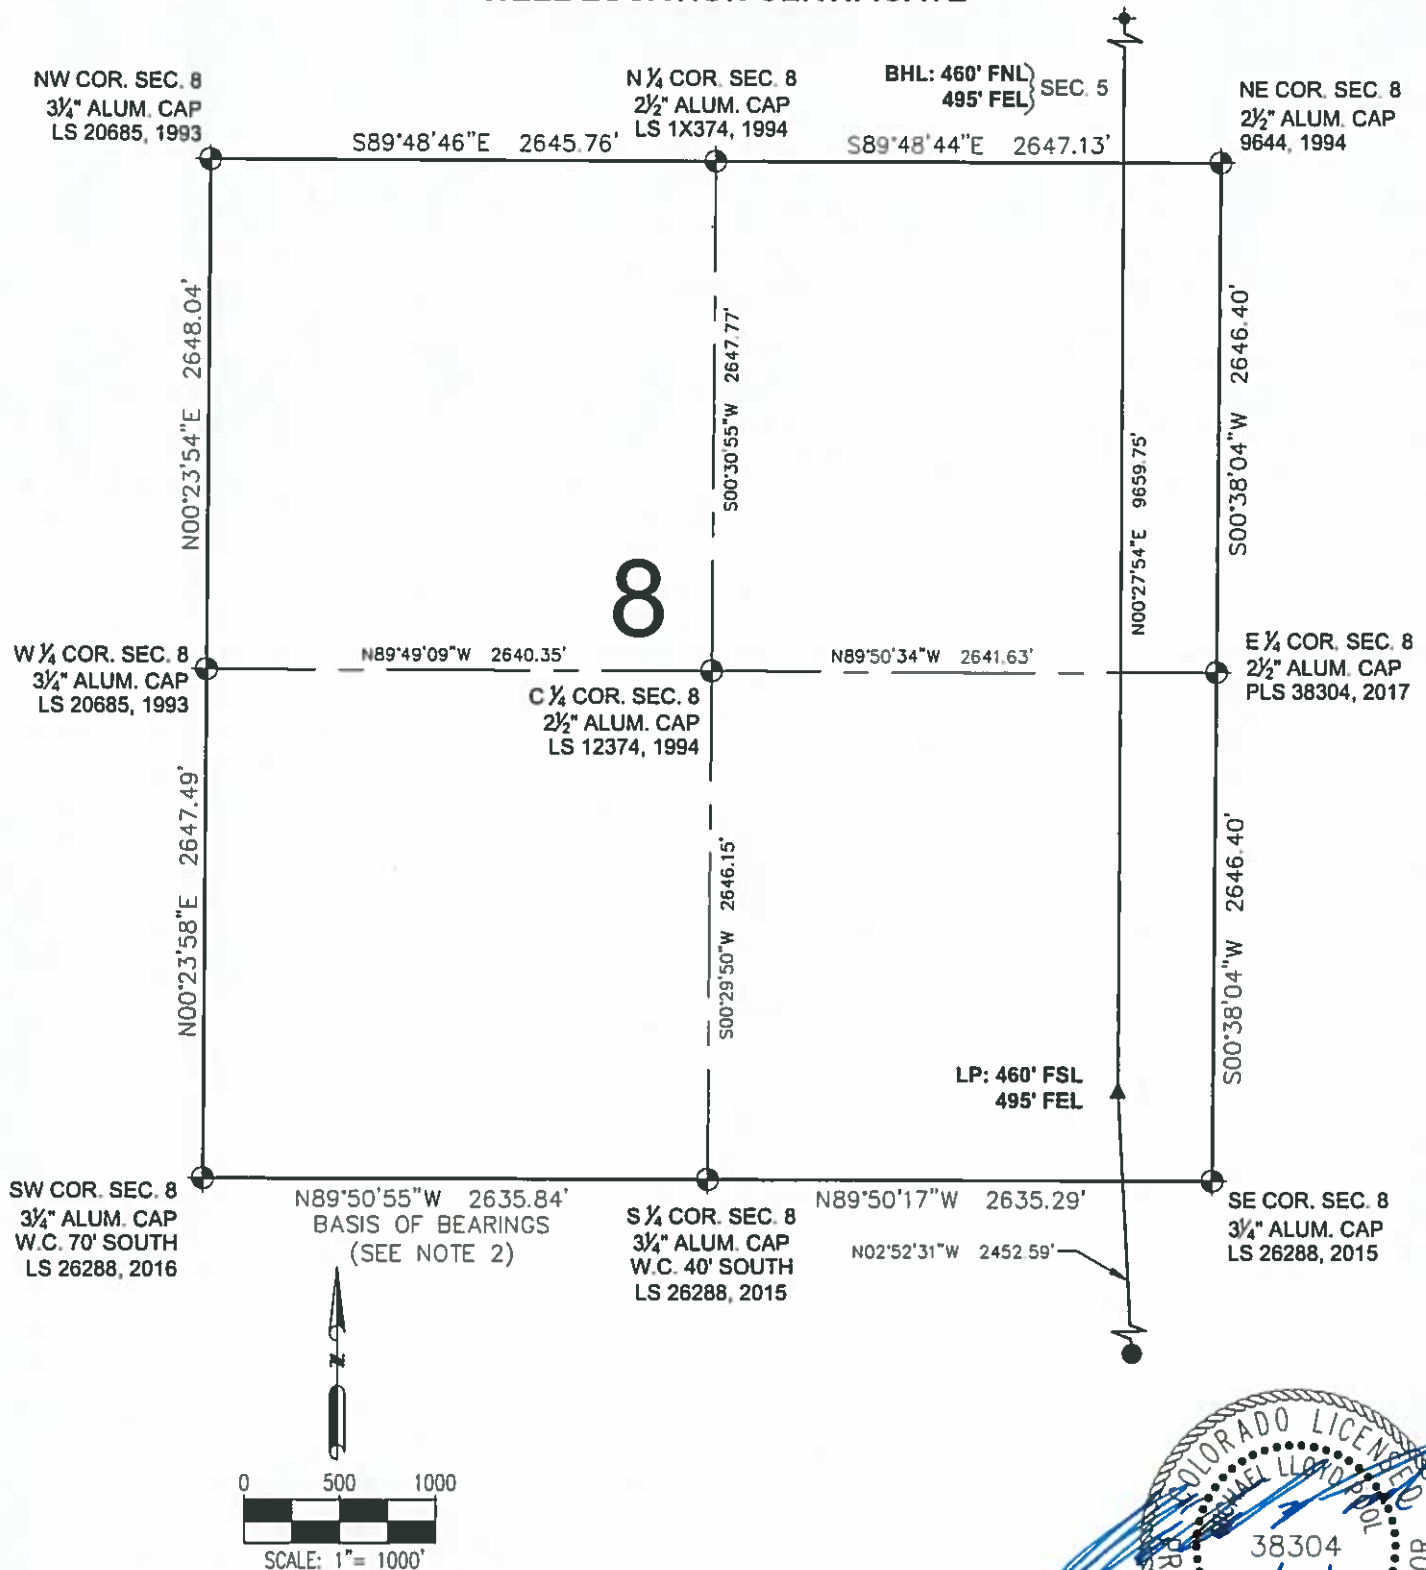 NW COR. SEC. 8
3¼" ALUM. CAP
LS 20685, 1993
N ¼ COR. SEC. 8
2½" ALUM. CAP
LS 1X374, 1994
BHL: 460' FNL
495' FEL
SEC. 5
NE COR. SEC. 8
2½" ALUM. CAP
9644, 1994
S89°48'46"E 2645.76'
S89°48'44"E 2647.13'
N00°23'54"E 2648.04'
S00°30'55"W 2647.77'
N00°27'54"E 9659.75'
S00°38'04"W 2646.40'
8
W ¼ COR. SEC. 8
3¼" ALUM. CAP
LS 20685, 1993
N89°49'09"W 2640.35'
C ¼ COR. SEC. 8
2½" ALUM. CAP
LS 12374, 1994
N89°50'34"W 2641.63'
E ¼ COR. SEC. 8
2½" ALUM. CAP
PLS 38304, 2017
N00°23'58"E 2647.49'
S00°29'50"W 2646.15'
S00°38'04"W 2646.40'
LP: 460' FSL
495' FEL
SW COR. SEC. 8
3¼" ALUM. CAP
W.C. 70' SOUTH
LS 26288, 2016
N89°50'55"W 2635.84'
BASIS OF BEARINGS
(SEE NOTE 2)
S ¼ COR. SEC. 8
3¼" ALUM. CAP
W.C. 40' SOUTH
LS 26288, 2015
N89°50'17"W 2635.29'
N02°52'31"W 2452.59'
SE COR. SEC. 8
3¼" ALUM. CAP
LS 26288, 2015
N
0 500 1000
SCALE: 1"= 1000'
COLORADO LICENSED
MICHAEL LLOYD POOL
38304